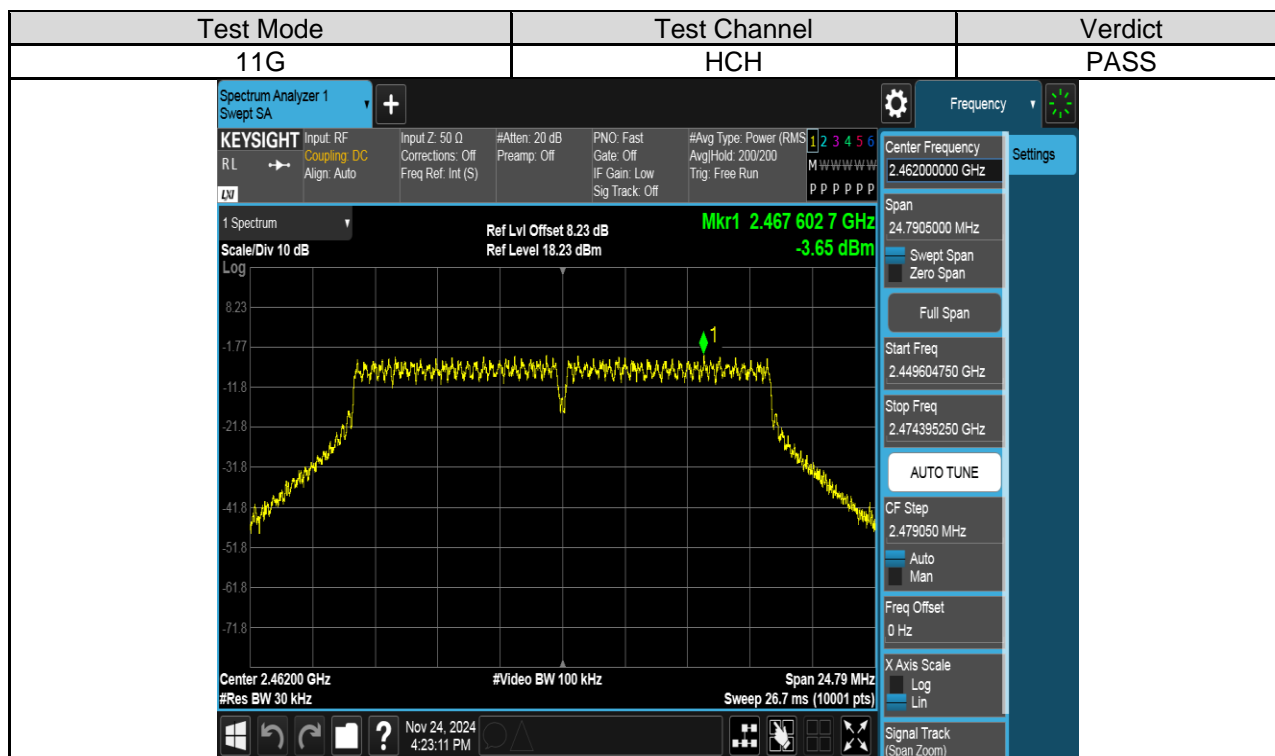 Test Mode Test Channel Verdict
11G HCH PASS
Spectrum Analyzer 1
Swept SA
+
Frequency
KEYSIGHT
RL
LXI
Input: RF
Coupling: DC
Align: Auto
Input Z: 50 Ω
Corrections: Off
Freq Ref: Int (S)
#Atten: 20 dB
Preamp: Off
PNO: Fast
Gate: Off
IF Gain: Low
Sig Track: Off
#Avg Type: Power (RMS
Avg|Hold: 200/200
Trig: Free Run
1 2 3 4 5 6
M W W W W W
P P P P P P
1 Spectrum
Scale/Div 10 dB
Ref Lvl Offset 8.23 dB
Ref Level 18.23 dBm
Mkr1 2.467 602 7 GHz
-3.65 dBm
Log
8.23
-1.77
-11.8
-21.8
-31.8
-41.8
-51.8
-61.8
-71.8
1
Center 2.46200 GHz
#Res BW 30 kHz
#Video BW 100 kHz
Span 24.79 MHz
Sweep 26.7 ms (10001 pts)
Center Frequency
2.462000000 GHz
Span
24.7905000 MHz
Swept Span
Zero Span
Full Span
Start Freq
2.449604750 GHz
Stop Freq
2.474395250 GHz
AUTO TUNE
CF Step
2.479050 MHz
Auto
Man
Freq Offset
0 Hz
X Axis Scale
Log
Lin
Signal Track
(Span Zoom)
Settings
?
Nov 24, 2024
4:23:11 PM